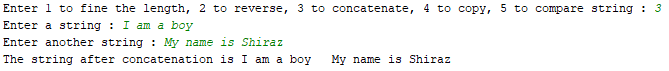 Enter 1 to fine the length, 2 to reverse, 3 to concatenate, 4 to copy, 5 to compare string : 3
Enter a string : I am a boy
Enter another string : My name is Shiraz
The string after concatenation is I am a boy   My name is Shiraz